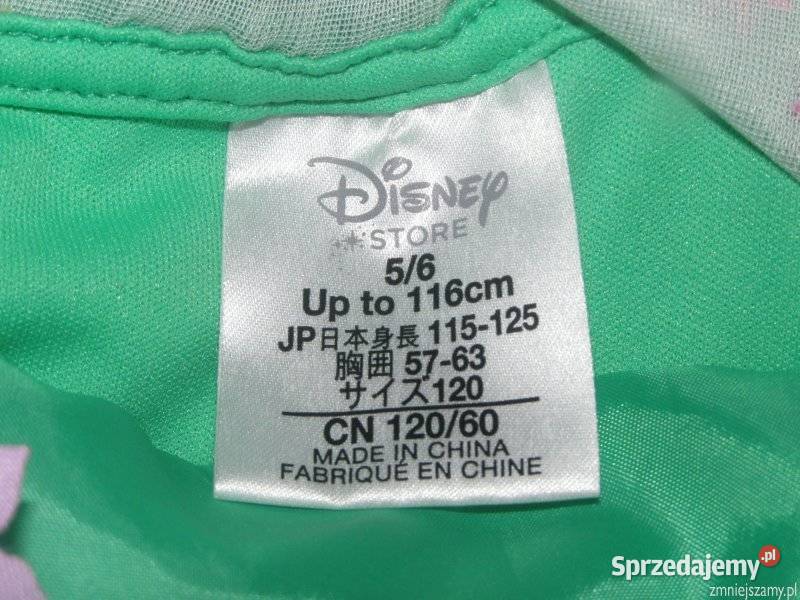 Disney
STORE
5/6
Up to 116cm
JP日本身長 115-125
胸囲 57-63
サイズ120
CN 120/60
MADE IN CHINA
FABRIQUÉ EN CHINE
Sprzedajemy.pl
zmniejszamy.pl